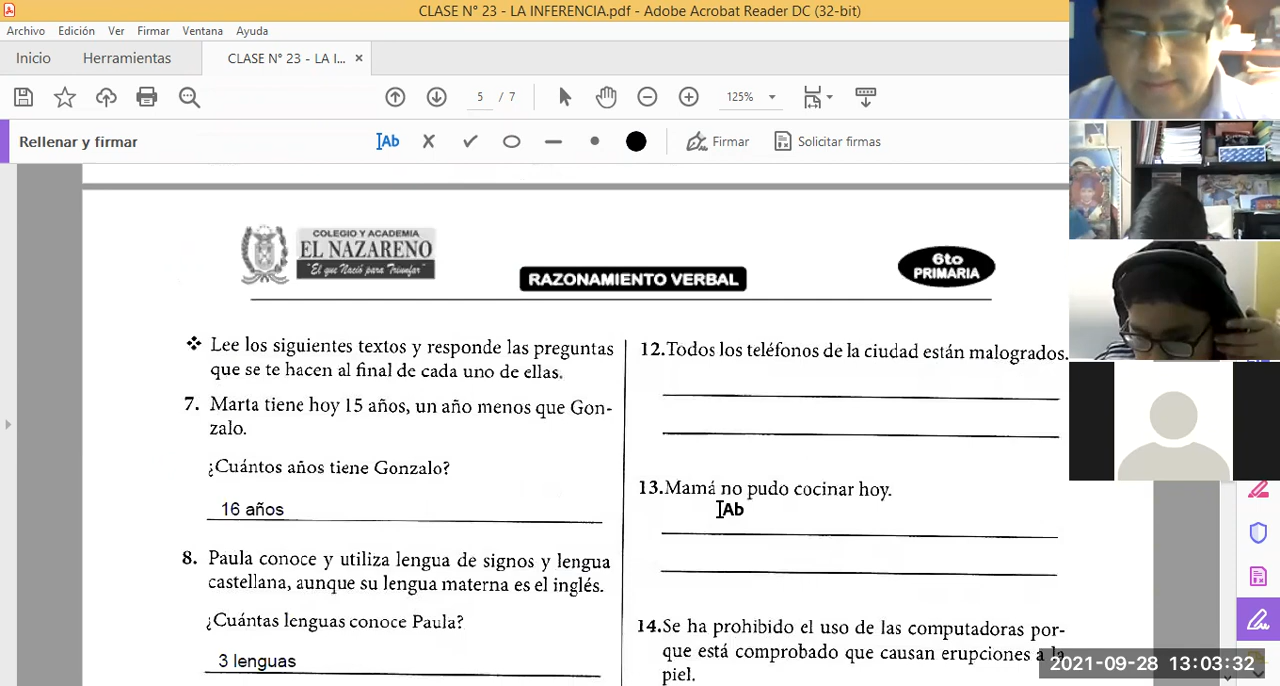 CLASE N° 23 - LA INFERENCIA.pdf - Adobe Acrobat Reader DC (32-bit)
Archivo Edición Ver Firmar Ventana Ayuda
Inicio Herramientas CLASE N° 23 - LA I... ×
5 / 7 125%
Rellenar y firmar Ab Firmar Solicitar firmas
COLEGIO Y ACADEMIA
EL NAZARENO
"El que Nació para Triunfar"
RAZONAMIENTO VERBAL
6to
PRIMARIA
❖ Lee los siguientes textos y responde las preguntas
que se te hacen al final de cada uno de ellas.
7. Marta tiene hoy 15 años, un año menos que Gon-
zalo.
¿Cuántos años tiene Gonzalo?
16 años
8. Paula conoce y utiliza lengua de signos y lengua
castellana, aunque su lengua materna es el inglés.
¿Cuántas lenguas conoce Paula?
3 lenguas
12.Todos los teléfonos de la ciudad están malogrados.
13.Mamá no pudo cocinar hoy.
Ab
14.Se ha prohibido el uso de las computadoras por-
que está comprobado que causan erupciones a la
piel.
2021-09-28 13:03:32